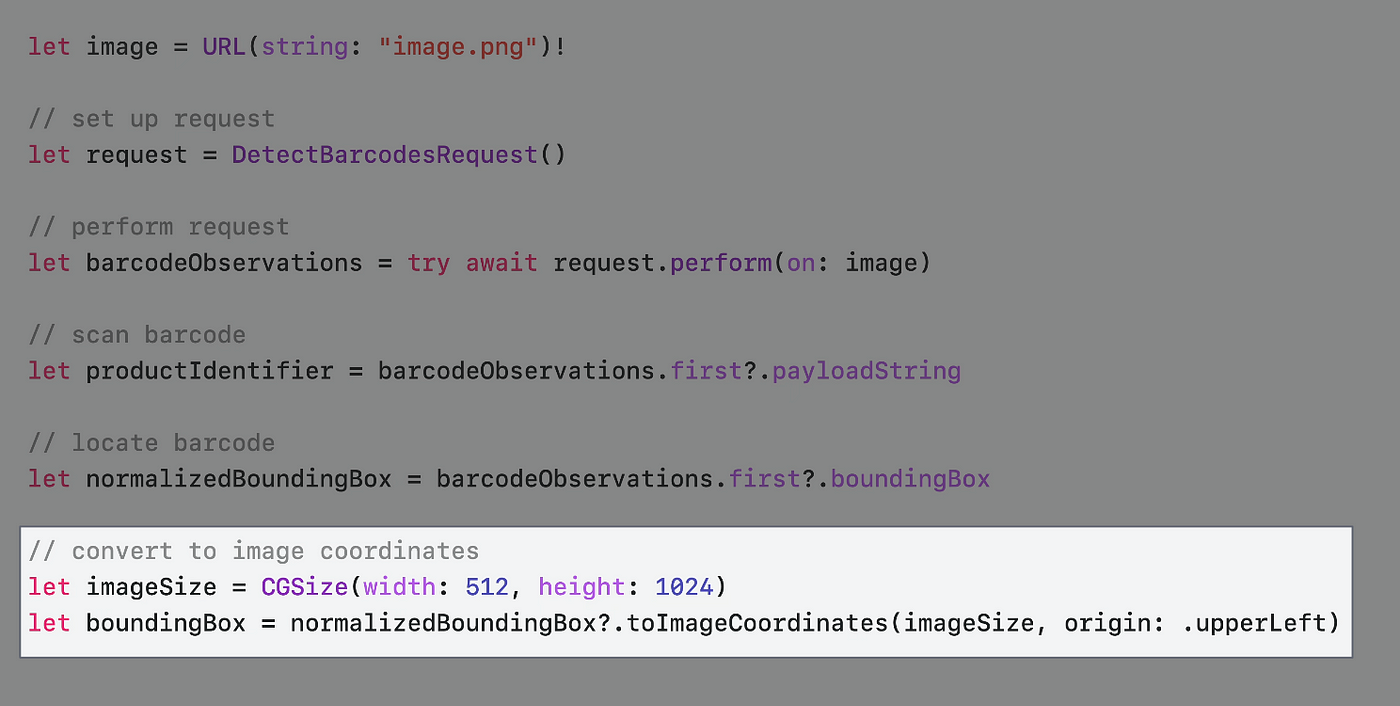 let image = URL(string: "image.png")!
// set up request
let request = DetectBarcodesRequest()
// perform request
let barcodeObservations = try await request.perform(on: image)
// scan barcode
let productIdentifier = barcodeObservations.first?.payloadString
// locate barcode
let normalizedBoundingBox = barcodeObservations.first?.boundingBox
// convert to image coordinates
let imageSize = CGSize(width: 512, height: 1024)
let boundingBox = normalizedBoundingBox?.toImageCoordinates(imageSize, origin: .upperLeft)